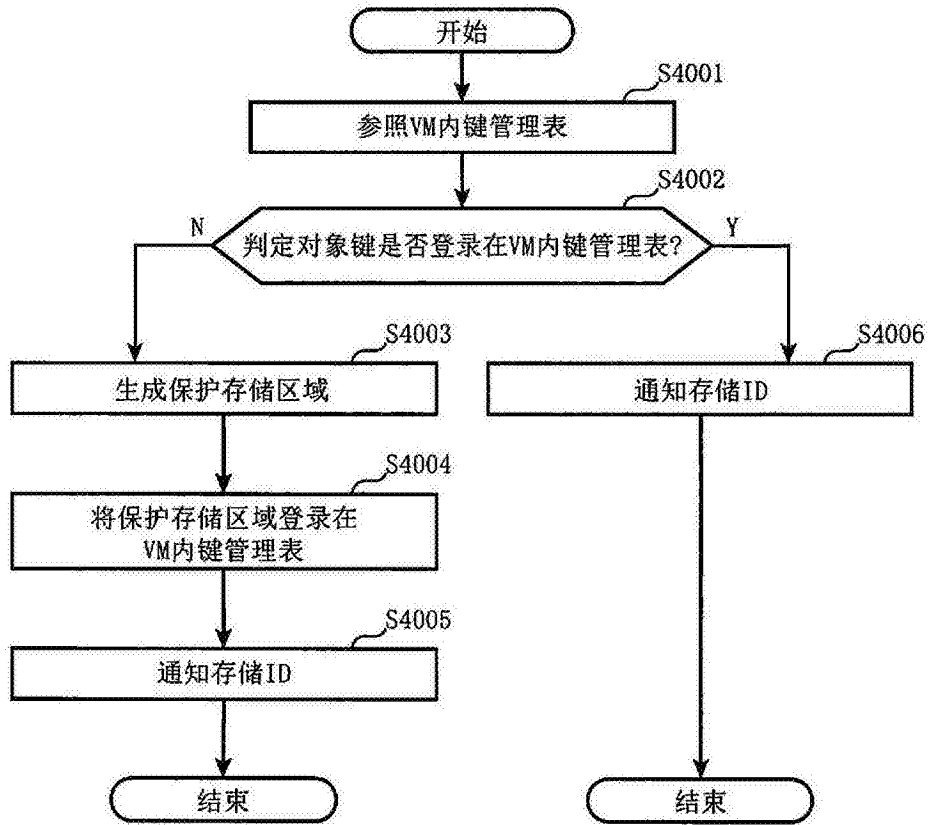 开始
S4001
参照VM内键管理表
S4002
N
判定对象键是否登录在VM内键管理表?
Y
S4003
生成保护存储区域
S4006
通知存储ID
S4004
将保护存储区域登录在
VM内键管理表
S4005
通知存储ID
结束
结束